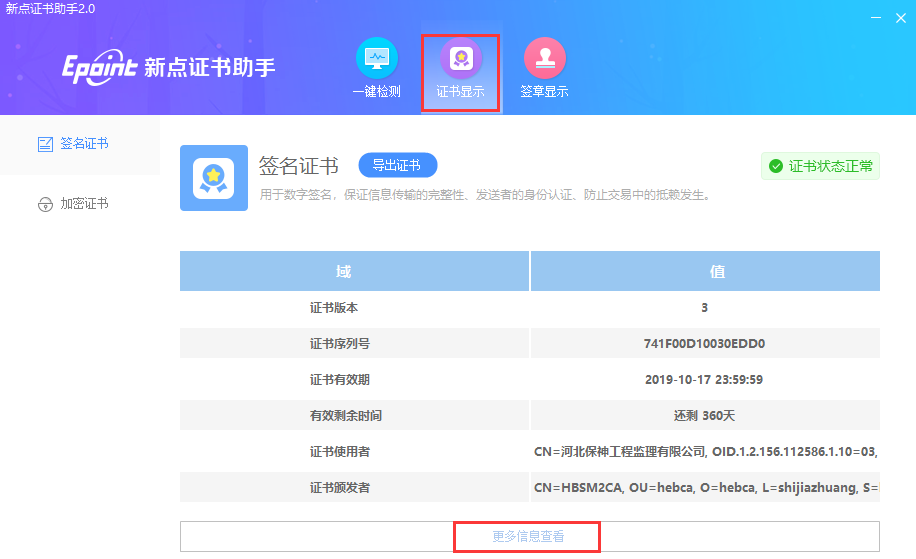 新点证书助手2.0
Epoint 新点证书助手
一键检测
证书显示
签章显示
签名证书
加密证书
签名证书
导出证书
用于数字签名，保证信息传输的完整性、发送者的身份认证、防止交易中的抵赖发生。
证书状态正常
域 值
证书版本 3
证书序列号 741F00D10030EDD0
证书有效期 2019-10-17 23:59:59
有效剩余时间 还剩 360天
证书使用者 CN=河北保神工程监理有限公司, OID.1.2.156.112586.1.10=03,
证书颁发者 CN=HBSM2CA, OU=hebca, O=hebca, L=shijiazhuang, S=
更多信息查看